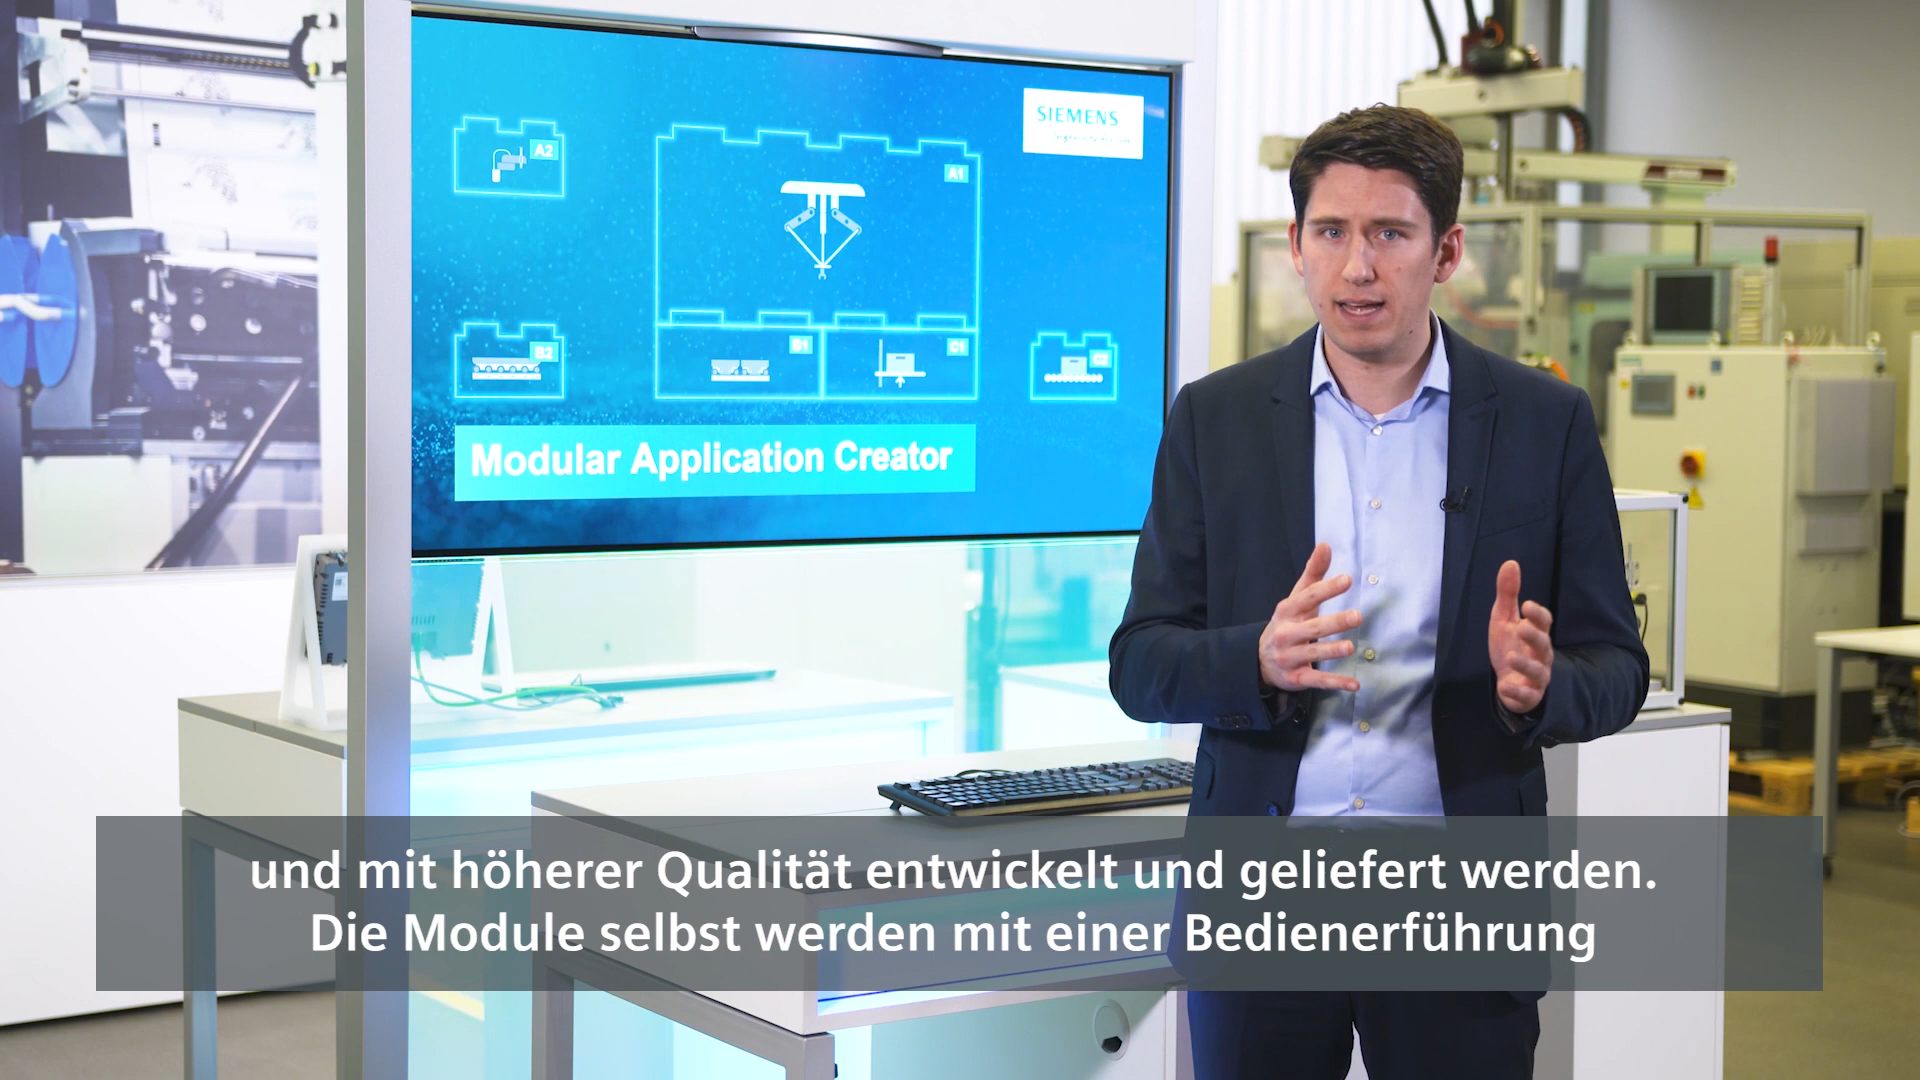 SIEMENS
A2
A1
B2
B1
C1
C2
Modular Application Creator
und mit höherer Qualität entwickelt und geliefert werden.
Die Module selbst werden mit einer Bedienerführung